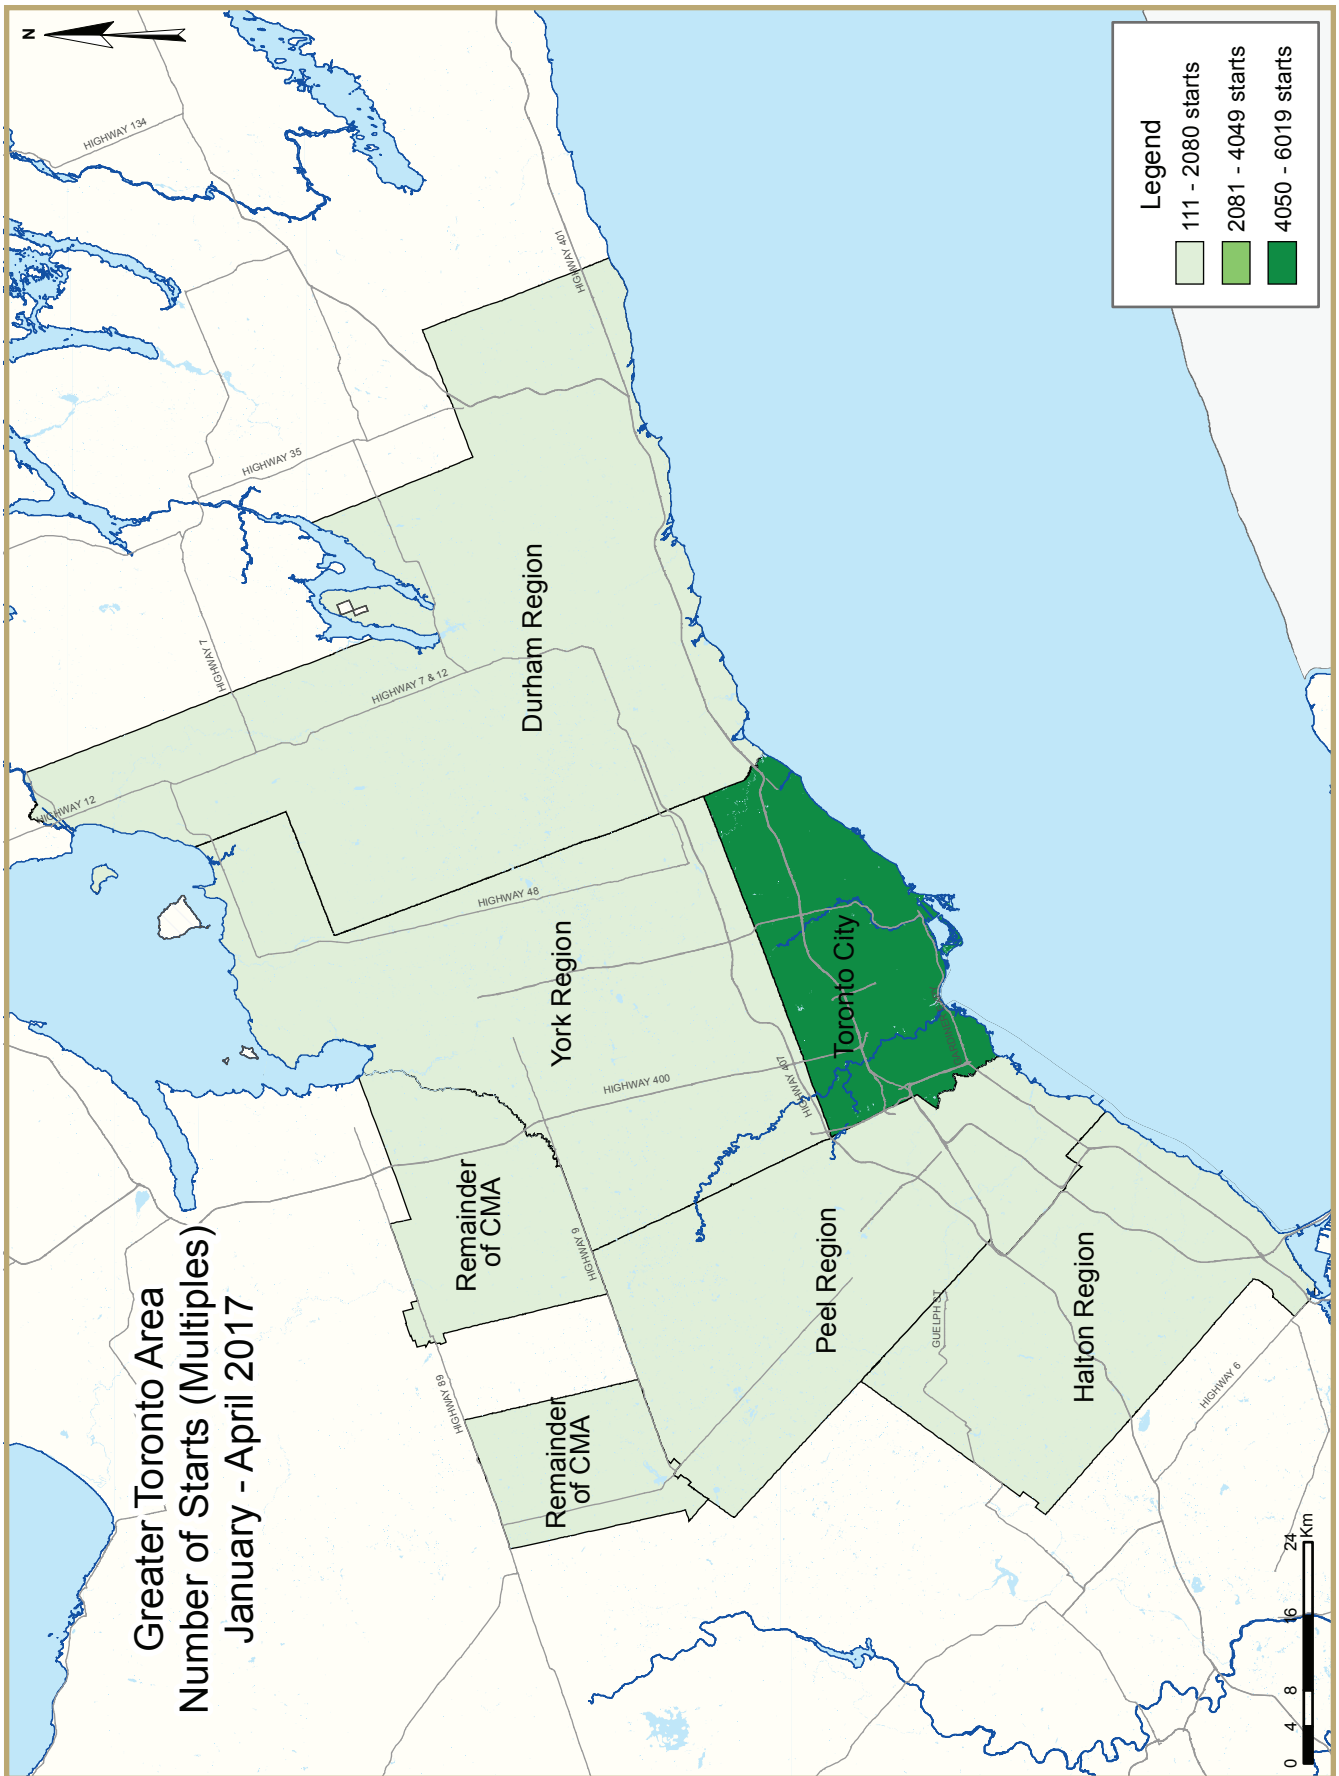 Greater Toronto Area
Number of Starts (Multiples)
January - April 2017
N
HIGHWAY 134
HIGHWAY 401
HIGHWAY 35
HIGHWAY 7
HIGHWAY 7 & 12
HIGHWAY 12
Durham Region
HIGHWAY 48
York Region
HIGHWAY 400
HIGHWAY 407
Toronto City
Remainder
of CMA
HIGHWAY 9
HIGHWAY 89
Remainder
of CMA
Peel Region
GUELPH ST
Halton Region
HIGHWAY 6
Legend
111 - 2080 starts
2081 - 4049 starts
4050 - 6019 starts
0 4 8 16 24
Km